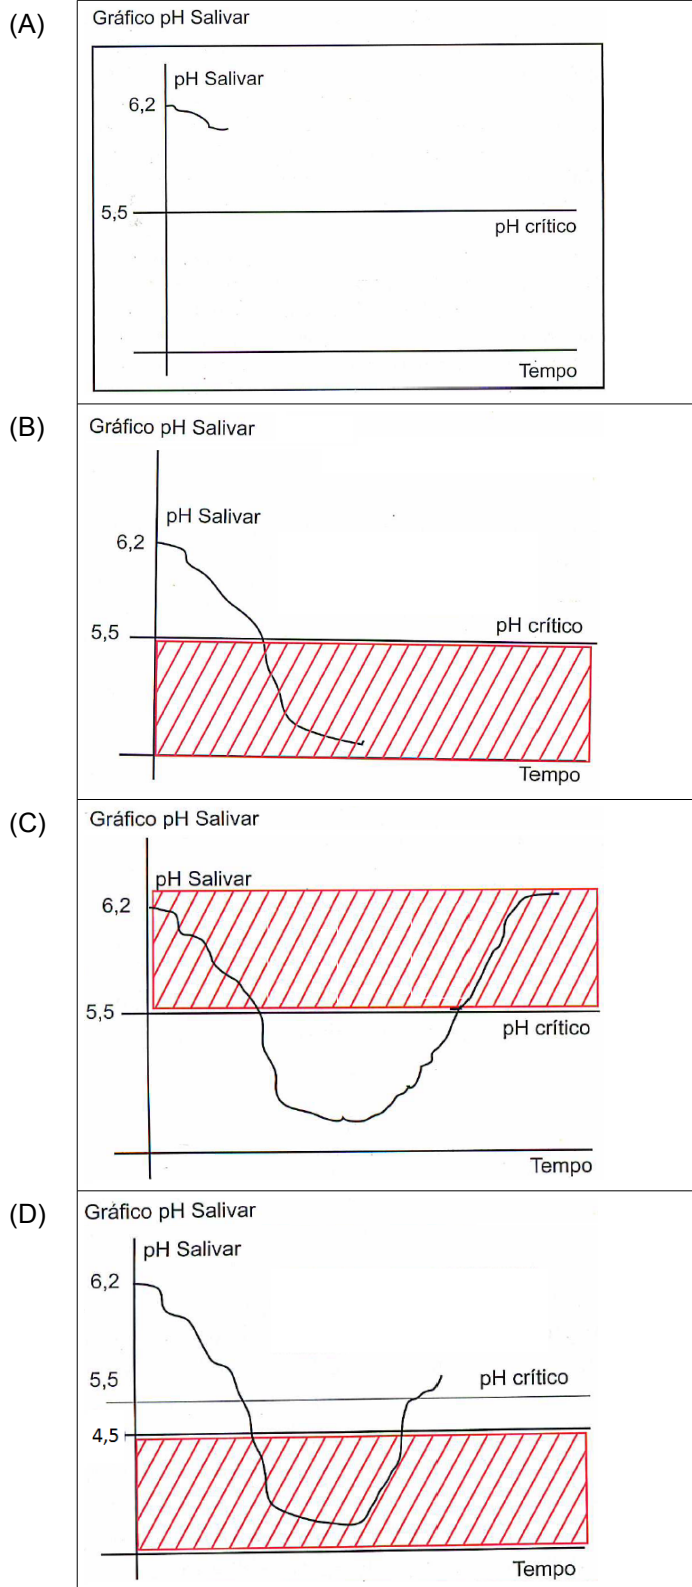 (A)
Gráfico pH Salivar
pH Salivar
6,2
5,5
pH crítico
Tempo
(B)
Gráfico pH Salivar
pH Salivar
6,2
5,5
pH crítico
Tempo
(C)
Gráfico pH Salivar
pH Salivar
6,2
5,5
pH crítico
Tempo
(D)
Gráfico pH Salivar
pH Salivar
6,2
5,5
pH crítico
4,5
Tempo